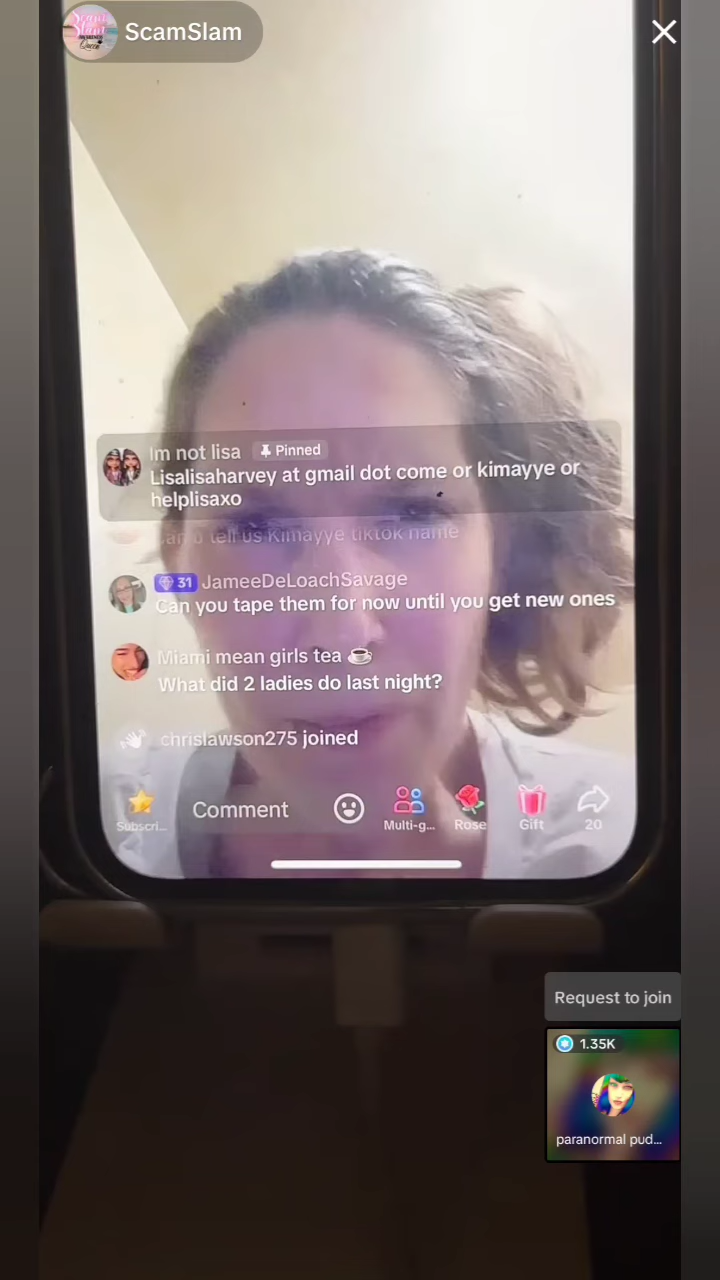 ScamSlam
Im not lisa Pinned
Lisalisaharvey at gmail dot come or kimayye or
helplisaxo
tell us Kimayye tiktok name
31 JameeDeLoachSavage
Can you tape them for now until you get new ones
Miami mean girls tea ☕
What did 2 ladies do last night?
chrislawson275 joined
Subscri... Comment Multi-g... Rose Gift 20
Request to join
1.35K
paranormal pud...